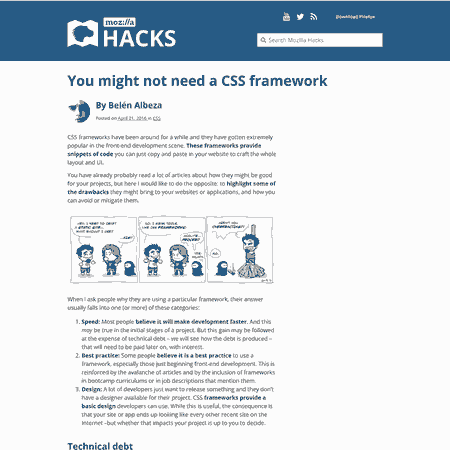 mozilla
HACKS
Search Mozilla Hacks
You might not need a CSS framework
By Belén Albeza
Posted on April 21, 2016 in CSS
CSS frameworks have been around for a while and they have gotten extremely
popular in the front-end development scene. These frameworks provide
snippets of code you can just copy and paste in your website to craft the whole
layout and UI.
You have already probably read a lot of articles about how they might be good
for your projects, but here I would like to do the opposite: to highlight some of
the drawbacks they might bring to your websites or applications, and how you
can avoid or mitigate them.
When I ask people why they are using a particular framework, their answer
usually falls into one (or more) of these categories:
1. Speed: Most people believe it will make development faster. And this
may be true in the initial stages of a project. But this gain may be followed
at the expense of technical debt – we will see how the debt is produced –
that will need to be paid later on, with interest.
2. Best practice: Some people believe it is a best practice to use a
framework, especially those just beginning front-end development. This is
reinforced by the avalanche of articles and by the inclusion of frameworks
in bootcamp curriculums or in job descriptions that mention them.
3. Design: A lot of developers just want to release something and they don't
have a designer available for their project. CSS frameworks provide a
basic design developers can use. While this is useful, the consequence is
that your site or app ends up looking like every other recent site on the
Internet –but whether that impacts your project is up to you to decide.
Technical debt